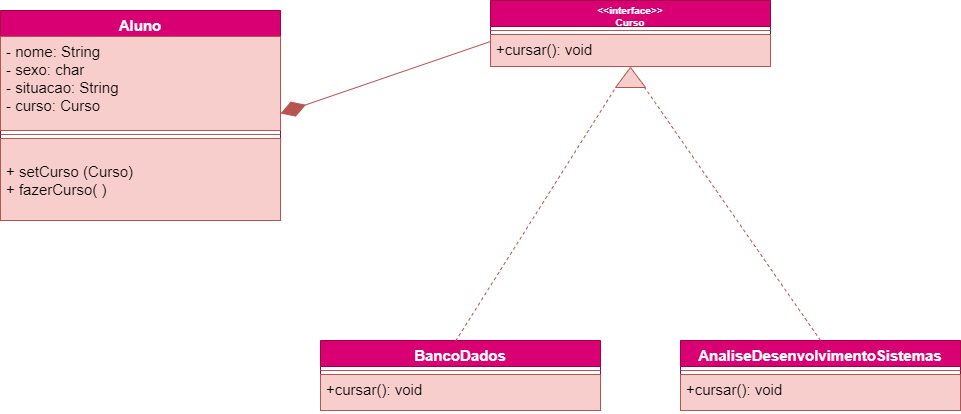 Aluno
- nome: String
- sexo: char
- situacao: String
- curso: Curso
+ setCurso (Curso)
+ fazerCurso( )
<<interface>>
Curso
+cursar(): void
BancoDados
+cursar(): void
AnaliseDesenvolvimentoSistemas
+cursar(): void